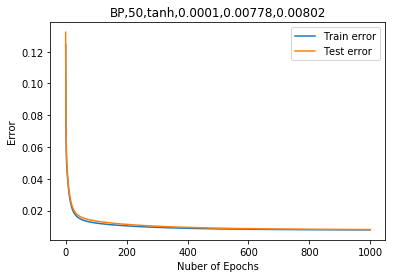 BP,50,tanh,0.0001,0.00778,0.00802
Train error
Test error
0.12
0.10
0.08
0.06
0.04
0.02
Error
0 200 400 600 800 1000
Nuber of Epochs